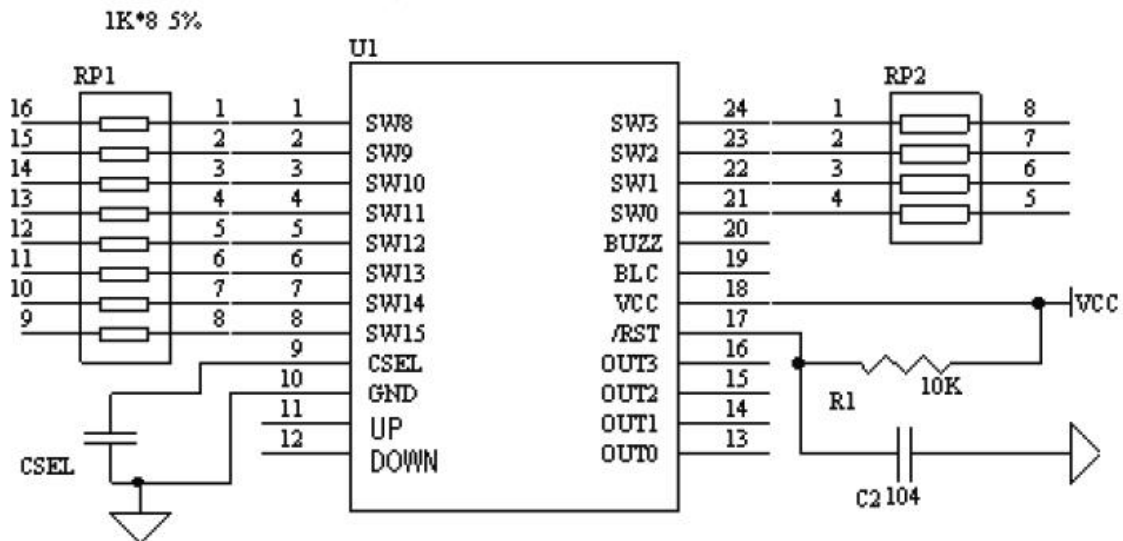 1K*8 5%
U1
RP1
RP2
16 1 1 SW8 SW3 24 1 8
15 2 2 SW9 SW2 23 2 7
14 3 3 SW10 SW1 22 3 6
13 4 4 SW11 SW0 21 4 5
12 5 5 SW12 BUZZ 20
11 6 6 SW13 BLC 19
10 7 7 SW14 VCC 18 VCC
9 8 8 SW15 /RST 17
9 CSEL OUT3 16
R1 10K
10 GND OUT2 15
11 UP OUT1 14
12 DOWN OUT0 13
CSEL
C2 104